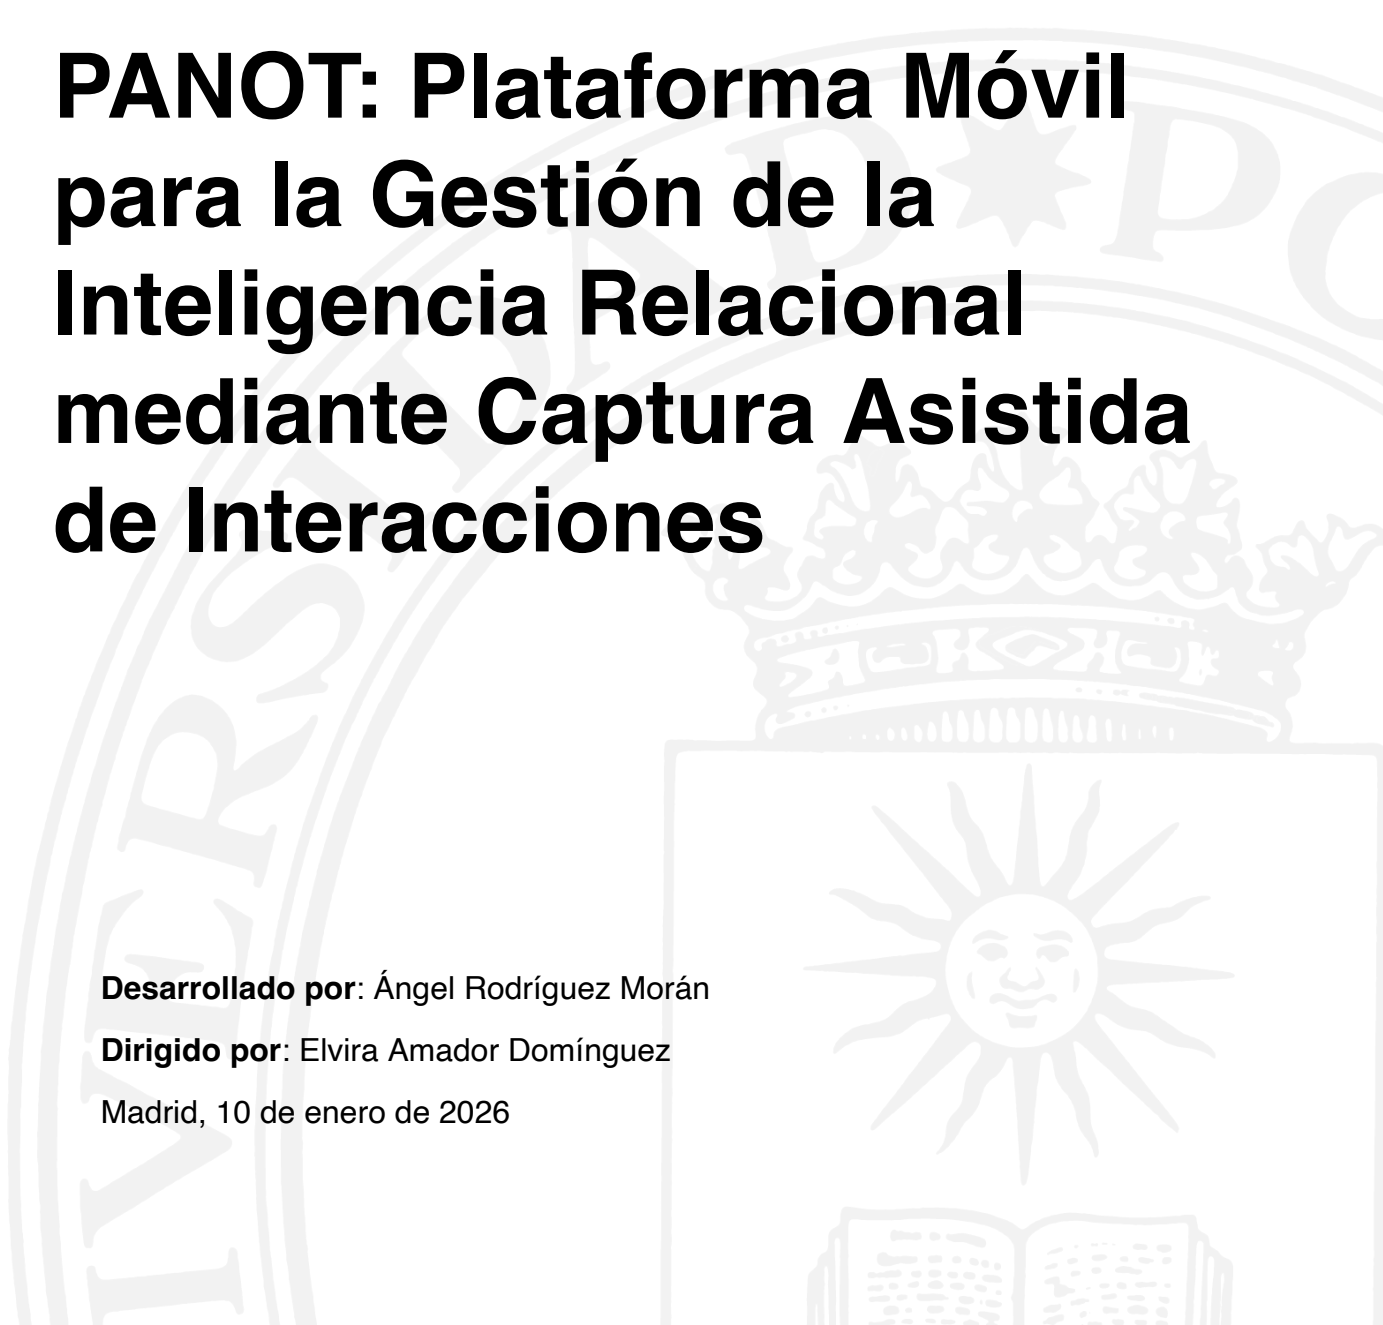 PANOT: Plataforma Móvil
para la Gestión de la
Inteligencia Relacional
mediante Captura Asistida
de Interacciones
Desarrollado por: Ángel Rodríguez Morán
Dirigido por: Elvira Amador Domínguez
Madrid, 10 de enero de 2026